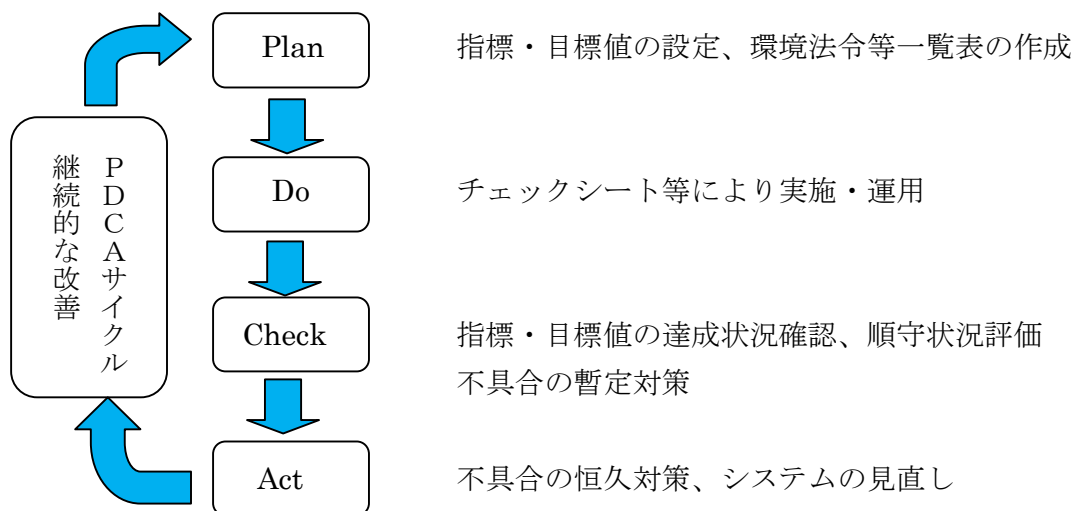 Plan
指標・目標値の設定、環境法令等一覧表の作成
PDCAサイクル
継続的な改善
Do
チェックシート等により実施・運用
Check
指標・目標値の達成状況確認、順守状況評価
不具合の暫定対策
Act
不具合の恒久対策、システムの見直し